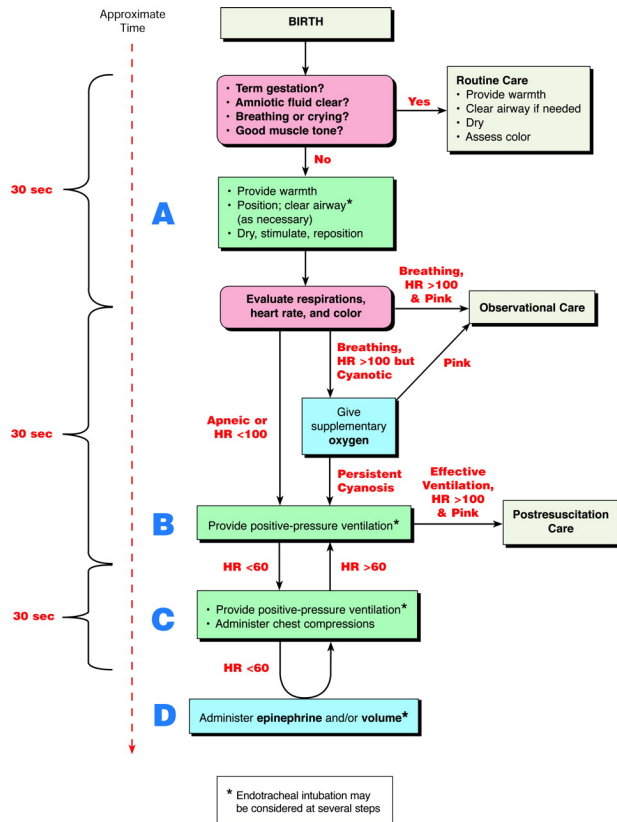 Approximate
Time
BIRTH
• Term gestation?
• Amniotic fluid clear?
• Breathing or crying?
• Good muscle tone?
Yes
Routine Care
• Provide warmth
• Clear airway if needed
• Dry
• Assess color
No
30 sec
A
• Provide warmth
• Position; clear airway*
(as necessary)
• Dry, stimulate, reposition
Evaluate respirations,
heart rate, and color
Breathing,
HR >100
& Pink
Observational Care
Breathing,
HR >100 but
Cyanotic
Pink
Give
supplementary
oxygen
30 sec
Apneic or
HR <100
Persistent
Cyanosis
Effective
Ventilation,
HR >100
& Pink
B
Provide positive-pressure ventilation*
Postresuscitation
Care
HR <60
HR >60
30 sec
C
• Provide positive-pressure ventilation*
• Administer chest compressions
HR <60
D
Administer epinephrine and/or volume*
* Endotracheal intubation may
be considered at several steps